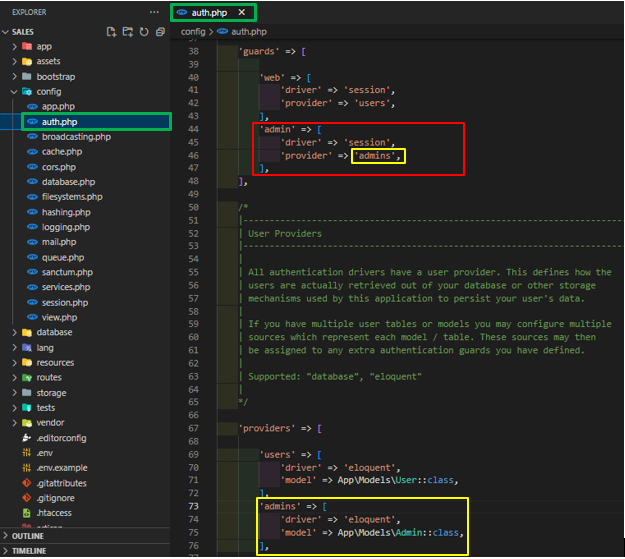 EXPLORER
···
SALES
app
assets
bootstrap
config
app.php
auth.php
broadcasting.php
cache.php
cors.php
database.php
filesystems.php
hashing.php
logging.php
mail.php
queue.php
sanctum.php
services.php
session.php
view.php
database
lang
resources
routes
storage
tests
vendor
.editorconfig
.env
.env.example
.gitattributes
.gitignore
.htaccess
OUTLINE
TIMELINE
auth.php ×
config > auth.php
38 'guards' => [
39
40 'web' => [
41 'driver' => 'session',
42 'provider' => 'users',
43 ],
44 'admin' => [
45 'driver' => 'session',
46 'provider' => 'admins',
47 ],
48 ],
49
50 /*
51 |--------------------------------------------------------------------------
52 | User Providers
53 |--------------------------------------------------------------------------
54 |
55 | All authentication drivers have a user provider. This defines how the
56 | users are actually retrieved out of your database or other storage
57 | mechanisms used by this application to persist your user's data.
58 |
59 | If you have multiple user tables or models you may configure multiple
60 | sources which represent each model / table. These sources may then
61 | be assigned to any extra authentication guards you have defined.
62 |
63 | Supported: "database", "eloquent"
64 |
65 */
66
67 'providers' => [
68
69 'users' => [
70 'driver' => 'eloquent',
71 'model' => App\Models\User::class,
72 ],
73 'admins' => [
74 'driver' => 'eloquent',
75 'model' => App\Models\Admin::class,
76 ],